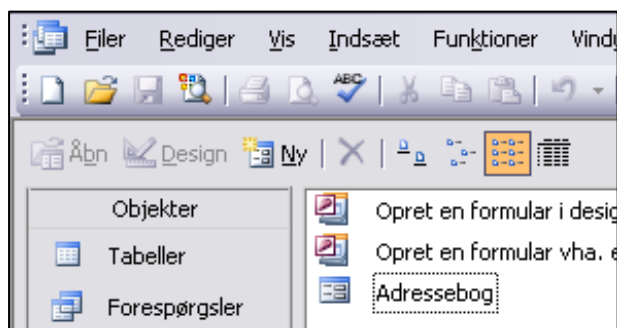 Filer Rediger Vis Indsæt Funktioner
ABC
Åbn Design Ny
Objekter
Opret en formular i
Tabeller
Opret en formular vha.
Forespørgsler
Adressebog